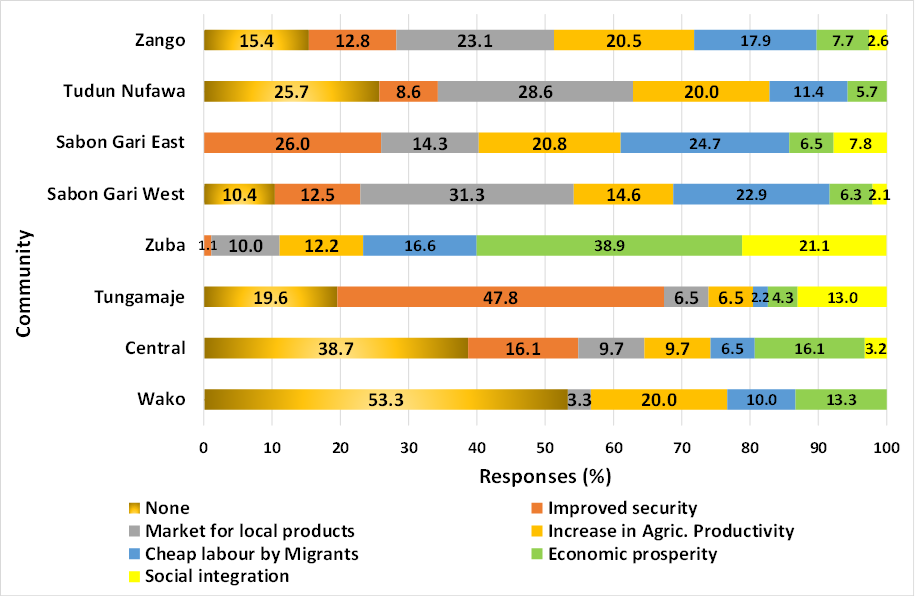 Zango 15.4 12.8 23.1 20.5 17.9 7.7 2.6
Tudun Nufawa 25.7 8.6 28.6 20.0 11.4 5.7
Sabon Gari East 26.0 14.3 20.8 24.7 6.5 7.8
Sabon Gari West 10.4 12.5 31.3 14.6 22.9 6.3 2.1
Zuba 1.1 10.0 12.2 16.6 38.9 21.1
Tungamaje 19.6 47.8 6.5 6.5 2.2 4.3 13.0
Central 38.7 16.1 9.7 9.7 6.5 16.1 3.2
Wako 53.3 3.3 20.0 10.0 13.3
Community
0 10 20 30 40 50 60 70 80 90 100
Responses (%)
None Improved security
Market for local products Increase in Agric. Productivity
Cheap labour by Migrants Economic prosperity
Social integration